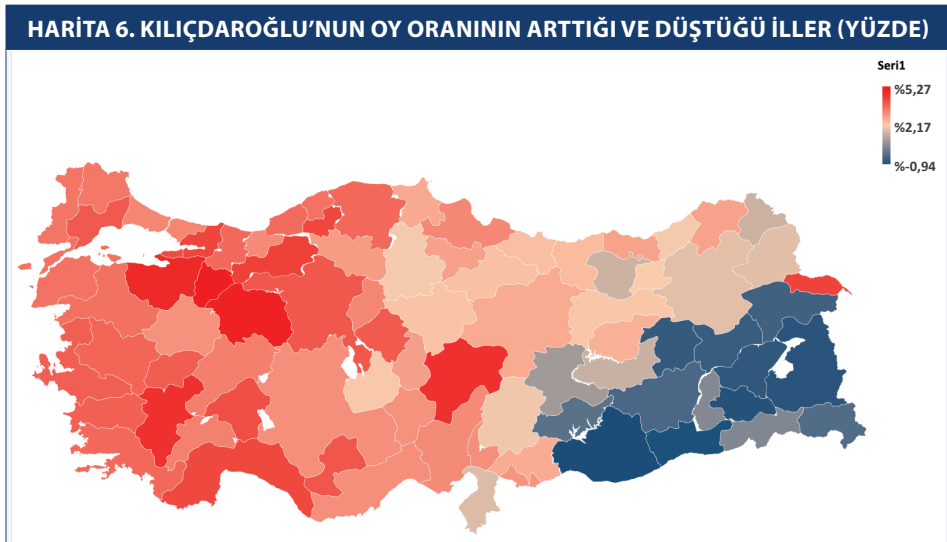 HARİTA 6. KILIÇDAROĞLU'NUN OY ORANININ ARTTIĞI VE DÜŞTÜĞÜ İLLER (YÜZDE)
Seri1
%5,27
%2,17
%-0,94